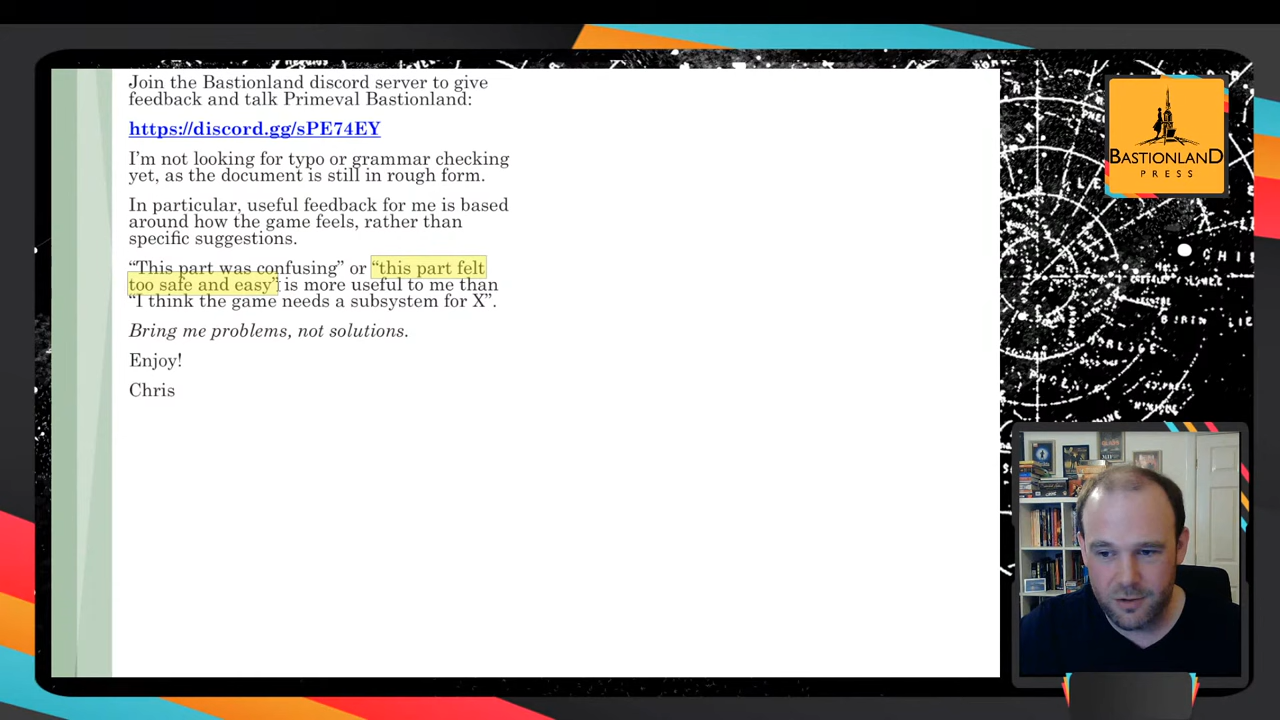 Join the Bastionland discord server to give
feedback and talk Primeval Bastionland:
https://discord.gg/sPE74EY
I’m not looking for typo or grammar checking
yet, as the document is still in rough form.
In particular, useful feedback for me is based
around how the game feels, rather than
specific suggestions.
“This part was confusing” or “this part felt
too safe and easy” is more useful to me than
“I think the game needs a subsystem for X”.
Bring me problems, not solutions.
Enjoy!
Chris
BASTIONLAND
PRESS